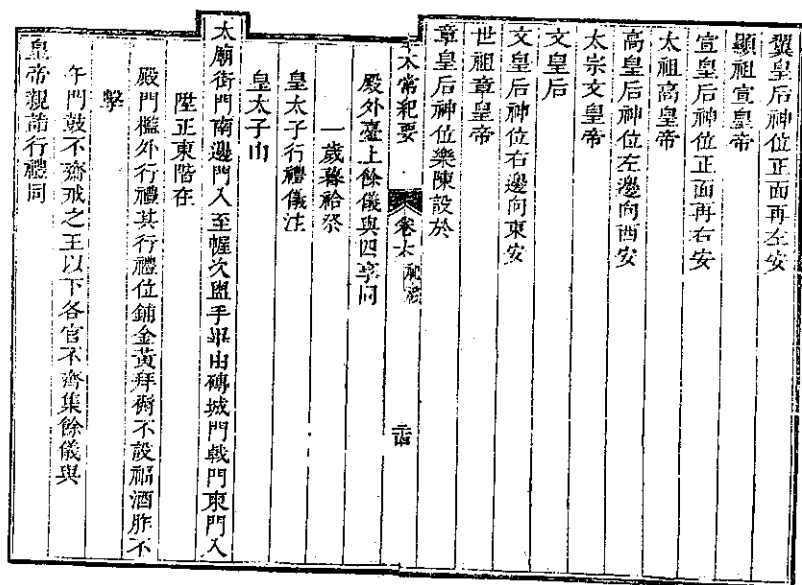 翼皇后神位正面再左安
顯祖宣皇帝
宣皇后神位正面再右安
太祖高皇帝
高皇后神位左邊向西安
太宗文皇帝
文皇后
文皇后神位右邊向東安
世祖章皇帝
章皇后神位樂陳設於
太常紀要 卷六
殿外臺上餘儀與四享同
一歲暮祫祭
皇太子行禮儀注
皇太子由
太廟街門南邊門入至幄次盥手畢由磚城門戟門東門入
陞正東階在
殿門檻外行禮其行禮位鋪金黃拜褥不設福酒胙不
擊
午門鼓不齋戒之王以下各官不齊集餘儀與
皇帝親詣行禮同